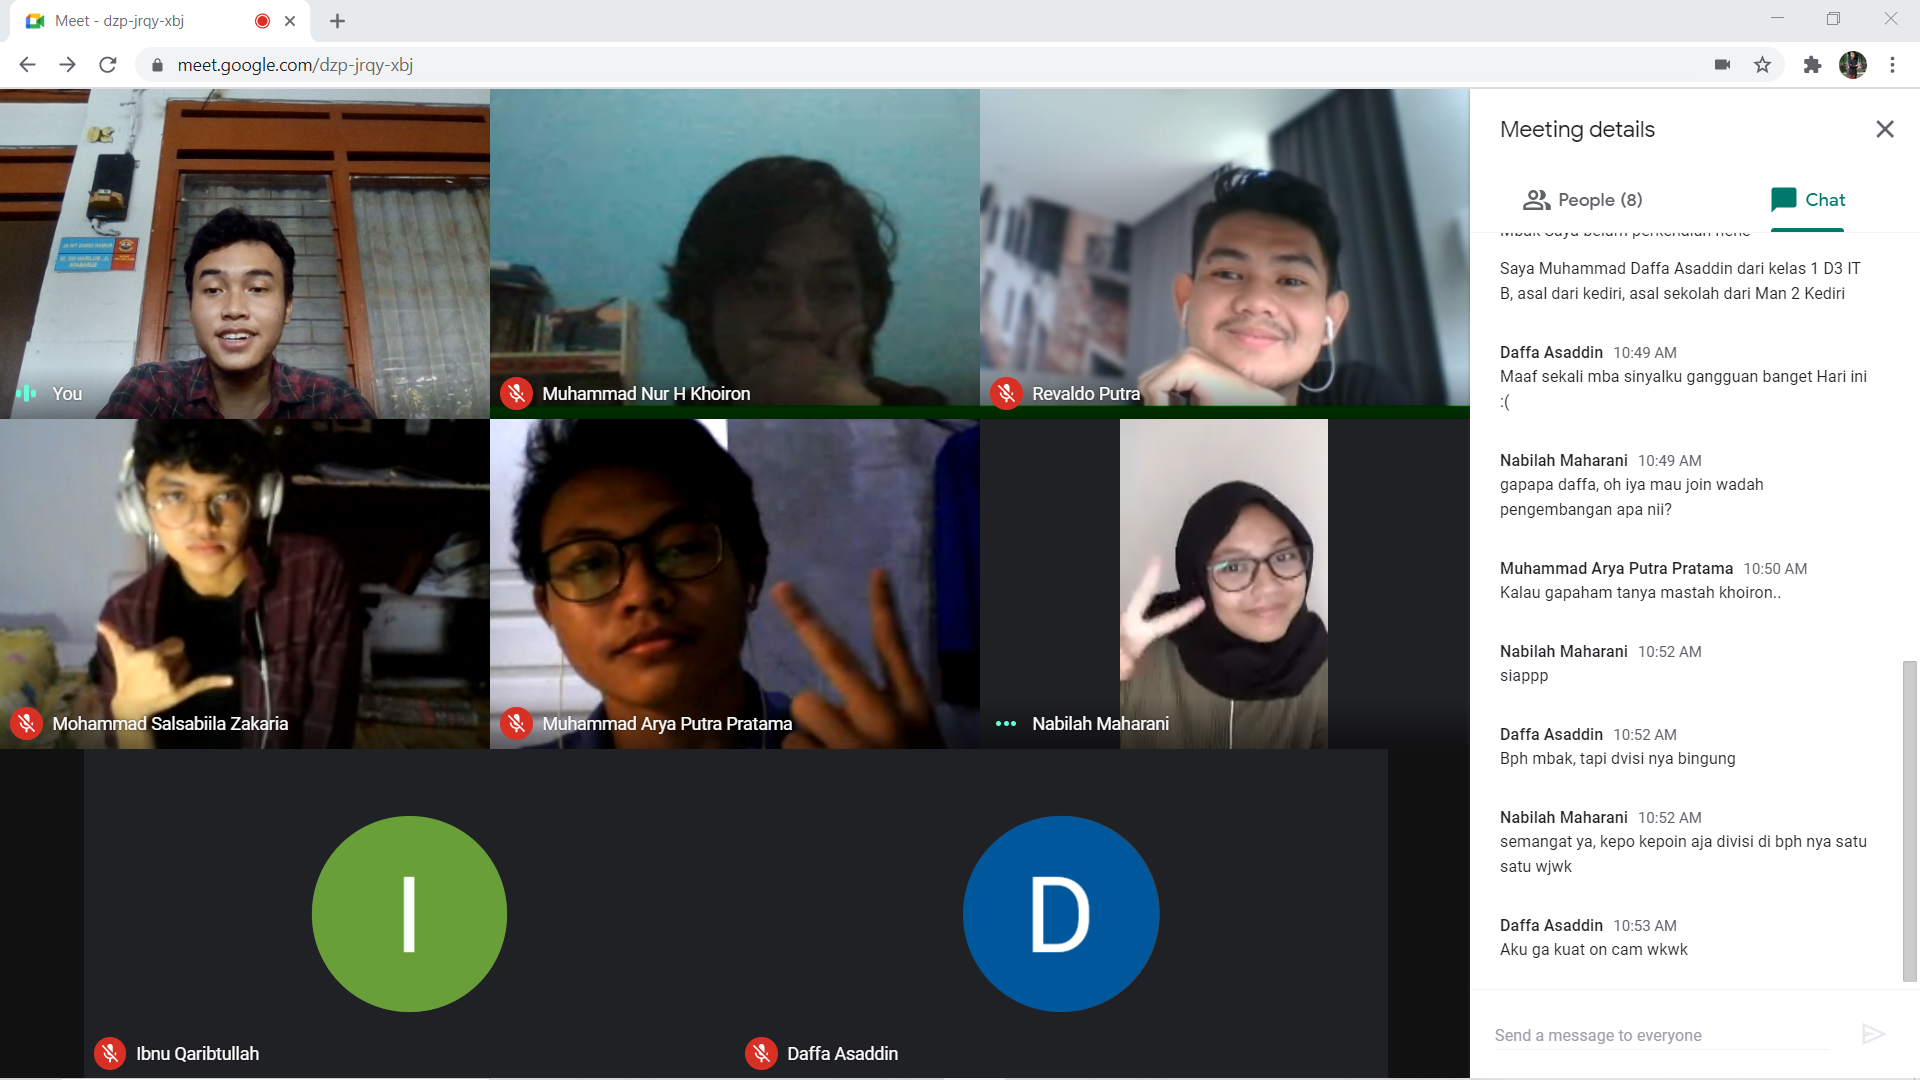 Meet - dzp-jrqy-xbj
meet.google.com/dzp-jrqy-xbj
Meeting details
People (8)
Chat
Saya Muhammad Daffa Asaddin dari kelas 1 D3 IT
B, asal dari kediri, asal sekolah dari Man 2 Kediri
Daffa Asaddin 10:49 AM
Maaf sekali mba sinyalku gangguan banget Hari ini
:(
Nabilah Maharani 10:49 AM
gapapa daffa, oh iya mau join wadah
pengembangan apa nii?
Muhammad Arya Putra Pratama 10:50 AM
Kalau gapaham tanya mastah khoiron..
Nabilah Maharani 10:52 AM
siappp
Daffa Asaddin 10:52 AM
Bph mbak, tapi dvisi nya bingung
Nabilah Maharani 10:52 AM
semangat ya, kepo kepoin aja divisi di bph nya satu
satu wjwk
Daffa Asaddin 10:53 AM
Aku ga kuat on cam wkwk
Send a message to everyone
You
Muhammad Nur H Khoiron
Revaldo Putra
Mohammad Salsabiila Zakaria
Muhammad Arya Putra Pratama
Nabilah Maharani
I
D
Ibnu Qaribtullah
Daffa Asaddin